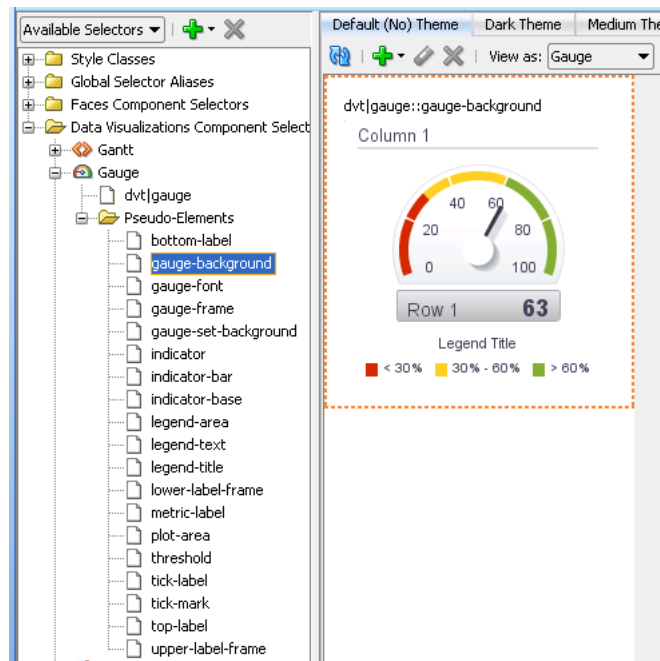 Available Selectors
Style Classes
Global Selector Aliases
Faces Component Selectors
Data Visualizations Component Select
Gantt
Gauge
dvt|gauge
Pseudo-Elements
bottom-label
gauge-background
gauge-font
gauge-frame
gauge-set-background
indicator
indicator-bar
indicator-base
legend-area
legend-text
legend-title
lower-label-frame
metric-label
plot-area
threshold
tick-label
tick-mark
top-label
upper-label-frame
Default (No) Theme Dark Theme Medium The
View as: Gauge
dvt|gauge::gauge-background
Column 1
40 60
20 80
0 100
Row 1 63
Legend Title
< 30% 30% - 60% > 60%